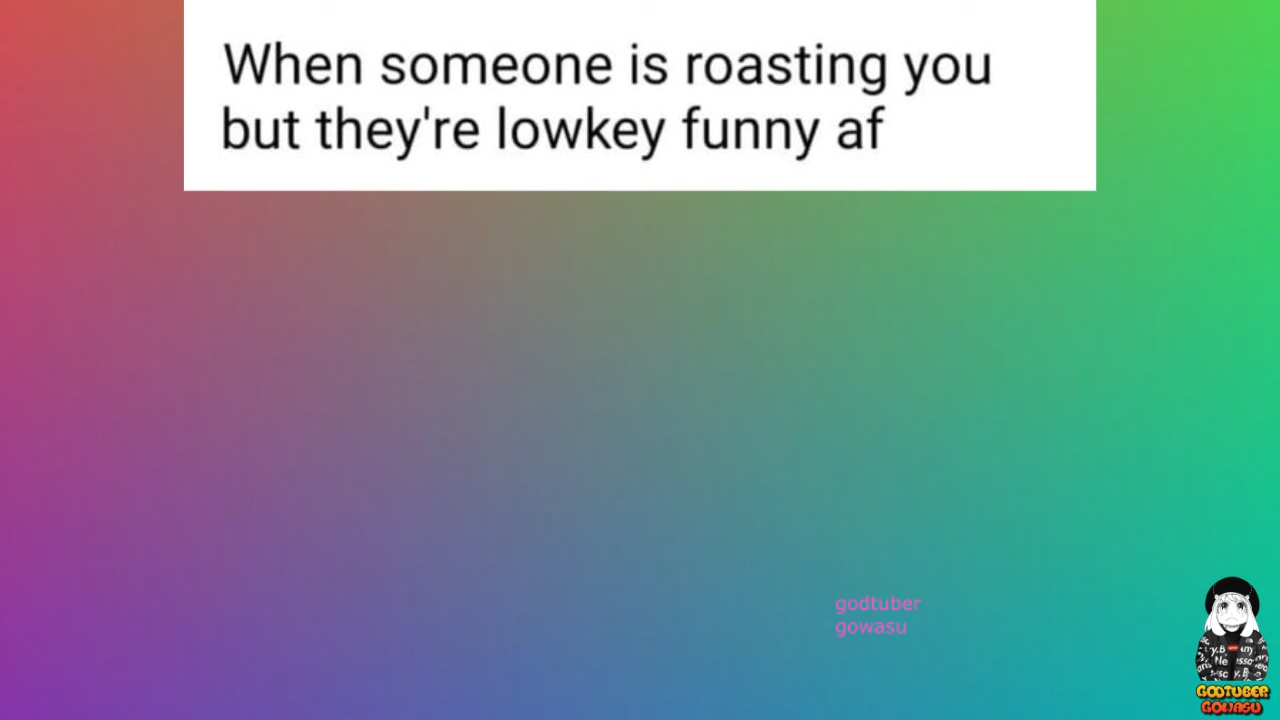 When someone is roasting you
but they're lowkey funny af
godtuber
gowasu
GODTUBER
GOWASU